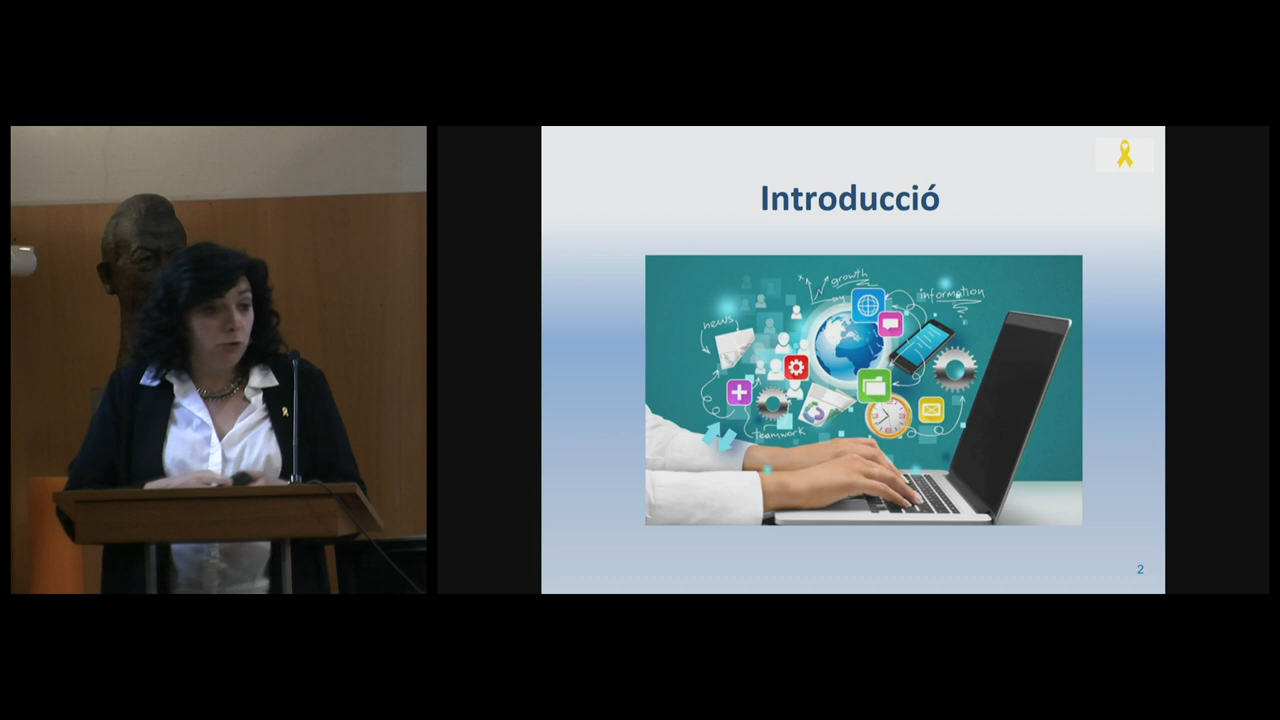 Introducció
growth
information
news
teamwork
2